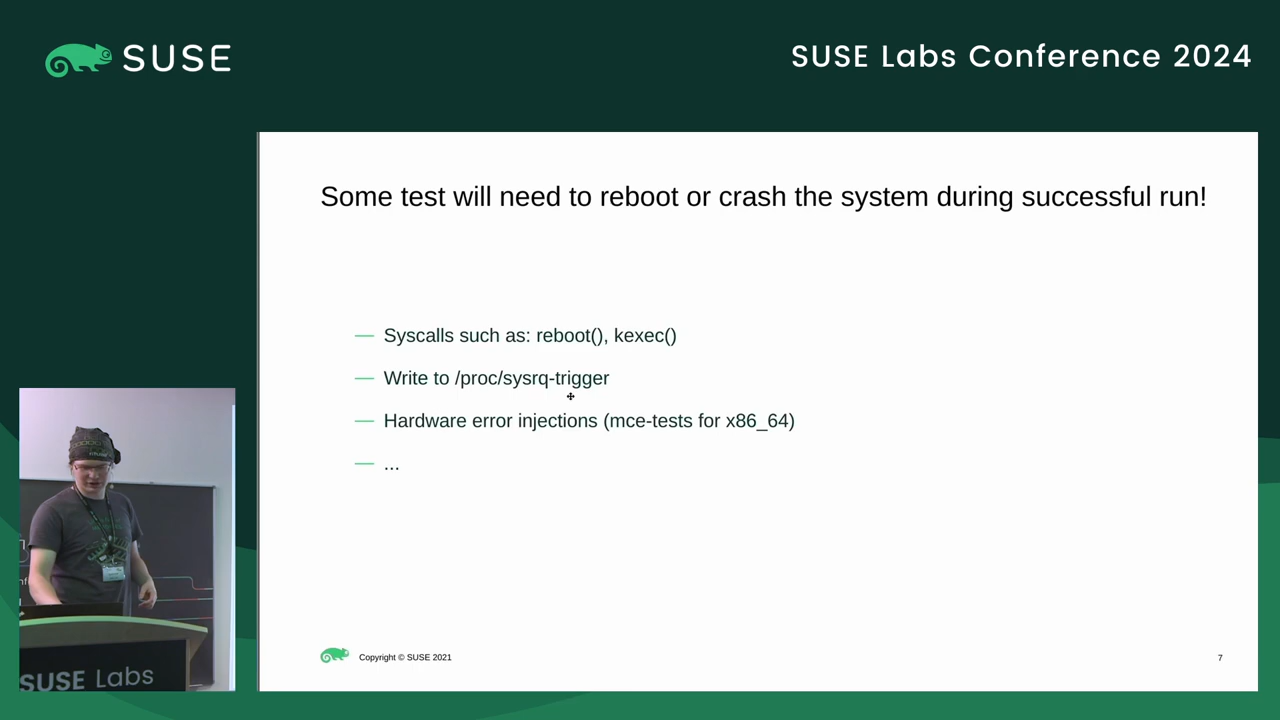 SUSE
SUSE Labs Conference 2024
Some test will need to reboot or crash the system during successful run!
— Syscalls such as: reboot(), kexec()
— Write to /proc/sysrq-trigger
— Hardware error injections (mce-tests for x86_64)
— ...
SUSE Labs
Copyright © SUSE 2021
7